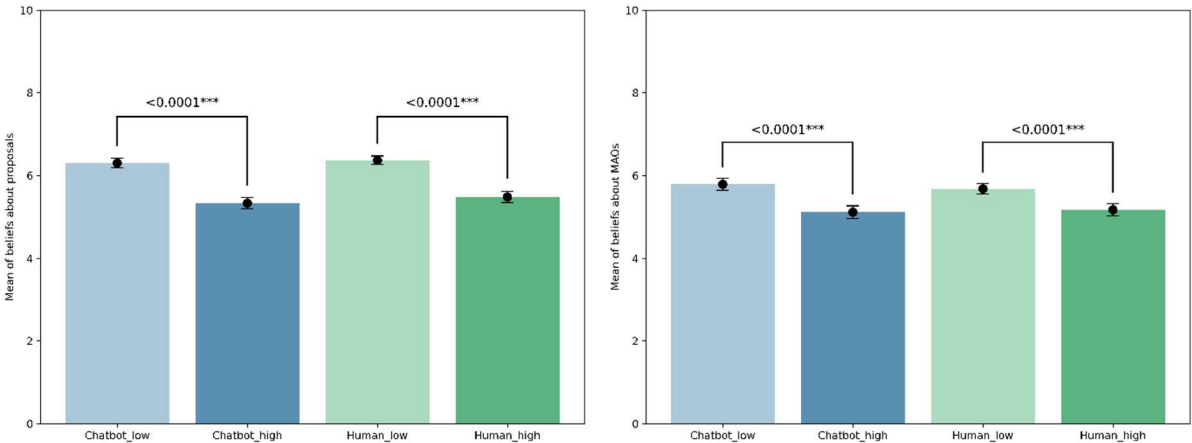 Mean of beliefs about proposals
10
8
6
4
2
0
<0.0001***
<0.0001***
Chatbot_low
Chatbot_high
Human_low
Human_high
Mean of beliefs about MAOs
10
8
6
4
2
0
<0.0001***
<0.0001***
Chatbot_low
Chatbot_high
Human_low
Human_high